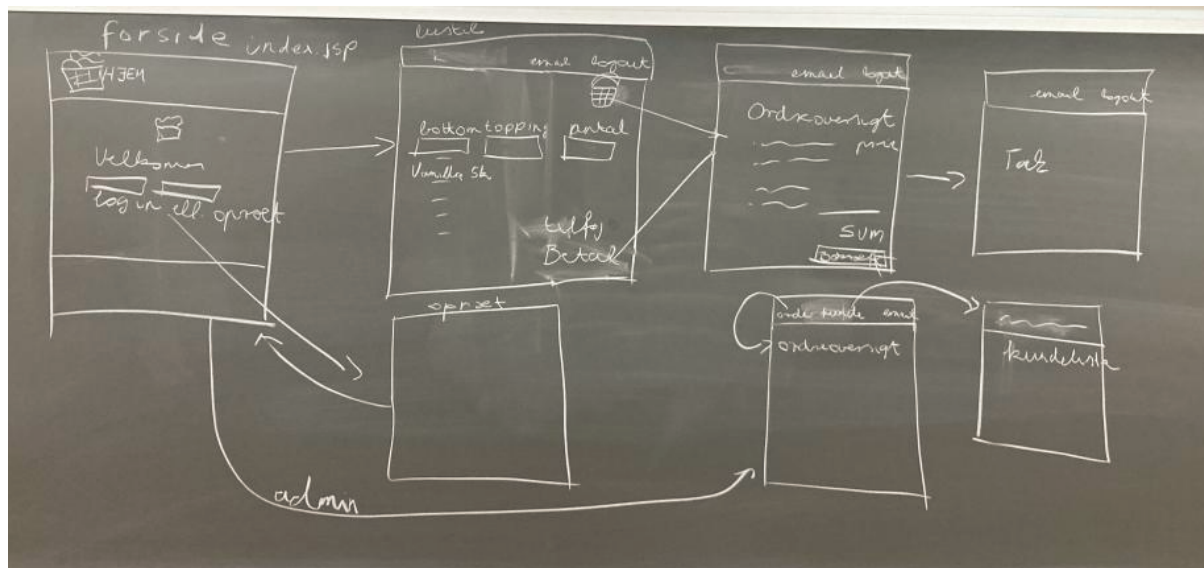 forside index.jsp
HJEM
Velkommen
log in ell. opret
bestil
email logout
bottom topping antal
Vanilla 5k
tilføj
Betal
email logout
Ordreoversigt
pris
SUM
email logout
Tak
opret
ordre kunde email
ordreoversigt
kundeliste
admin